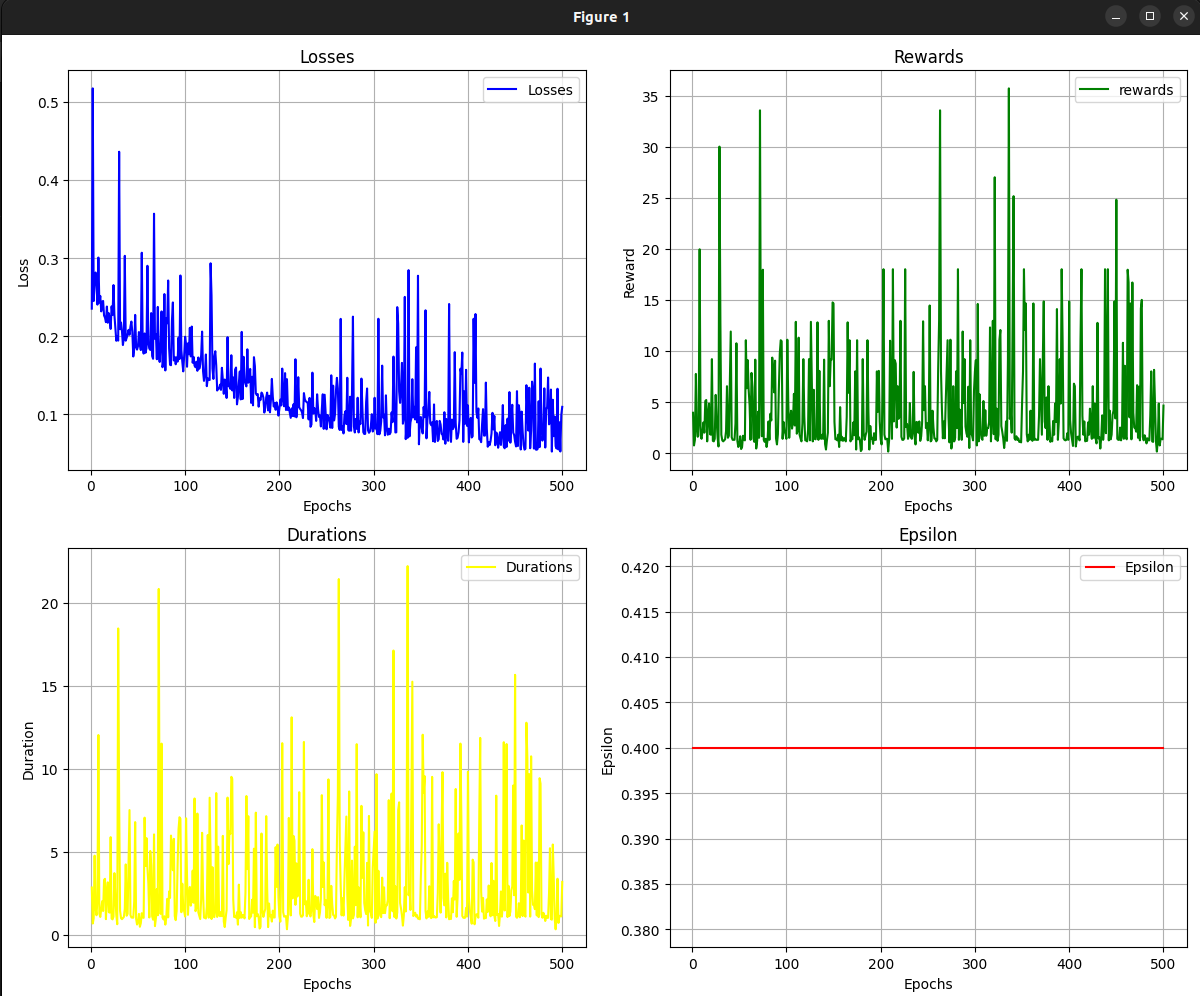 Figure 1
Losses
Losses
0.5
0.4
0.3
0.2
0.1
Loss
0 100 200 300 400 500
Epochs
Rewards
rewards
35
30
25
20
15
10
5
0
Reward
0 100 200 300 400 500
Epochs
Durations
Durations
20
15
10
5
0
Duration
0 100 200 300 400 500
Epochs
Epsilon
Epsilon
0.420
0.415
0.410
0.405
0.400
0.395
0.390
0.385
0.380
Epsilon
0 100 200 300 400 500
Epochs